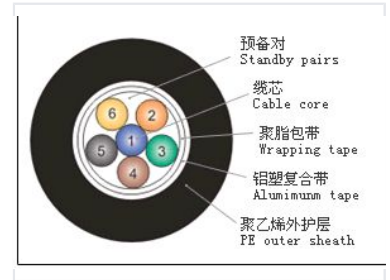 预备对
Standby pairs
缆芯
Cable core
聚脂包带
Wrapping tape
铝塑复合带
Alumimunm tape
聚乙烯外护层
PE outer sheath
6
2
1
5
3
4